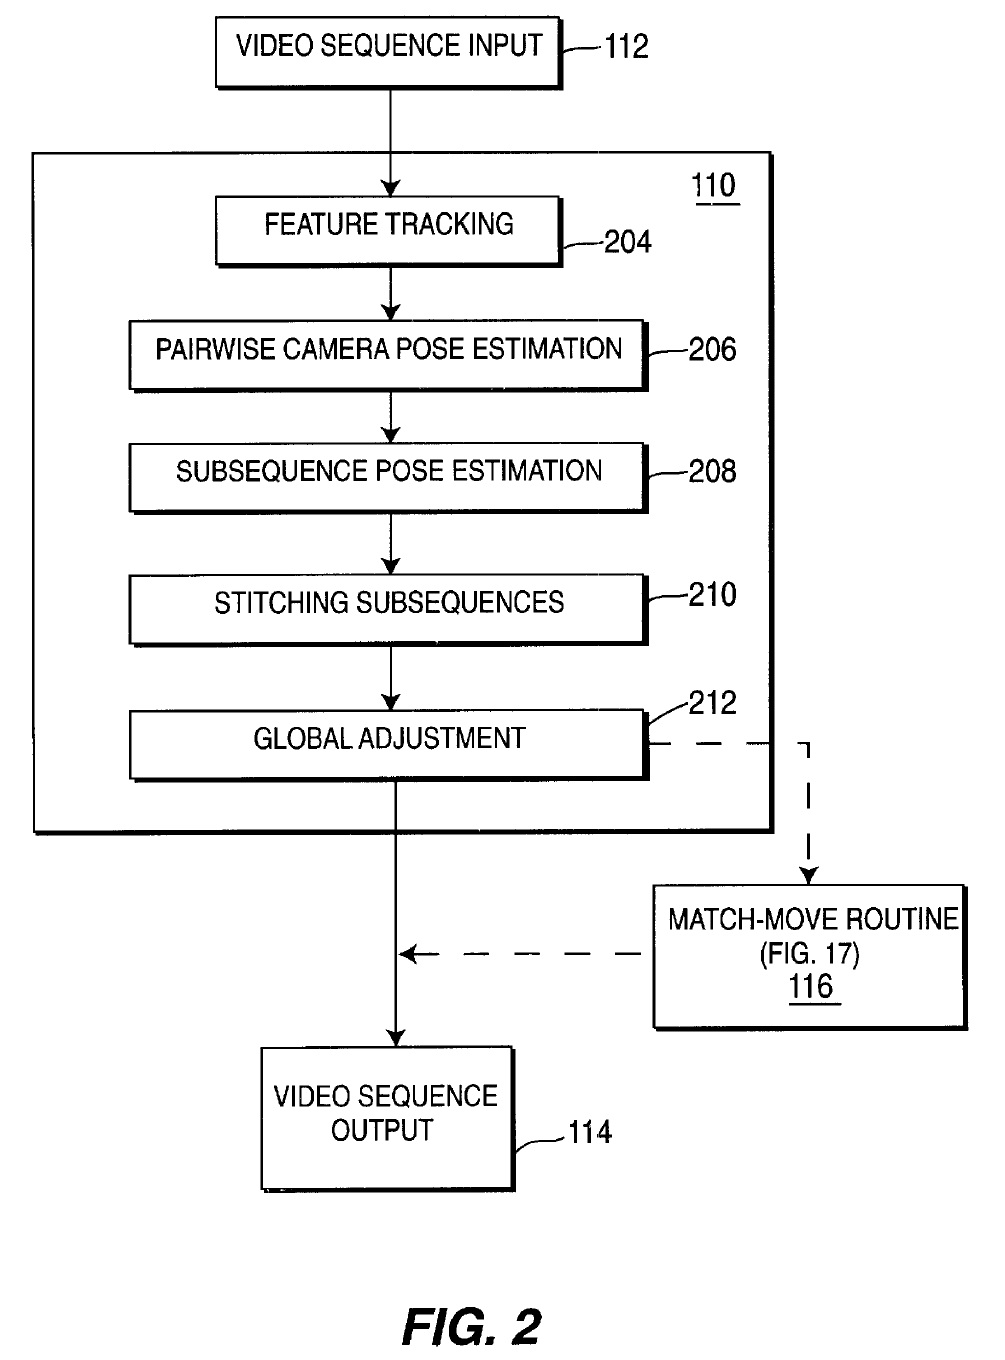 VIDEO SEQUENCE INPUT
112
110
FEATURE TRACKING
204
PAIRWISE CAMERA POSE ESTIMATION
206
SUBSEQUENCE POSE ESTIMATION
208
STITCHING SUBSEQUENCES
210
GLOBAL ADJUSTMENT
212
MATCH-MOVE ROUTINE
(FIG. 17)
116
VIDEO SEQUENCE
OUTPUT
114
FIG. 2